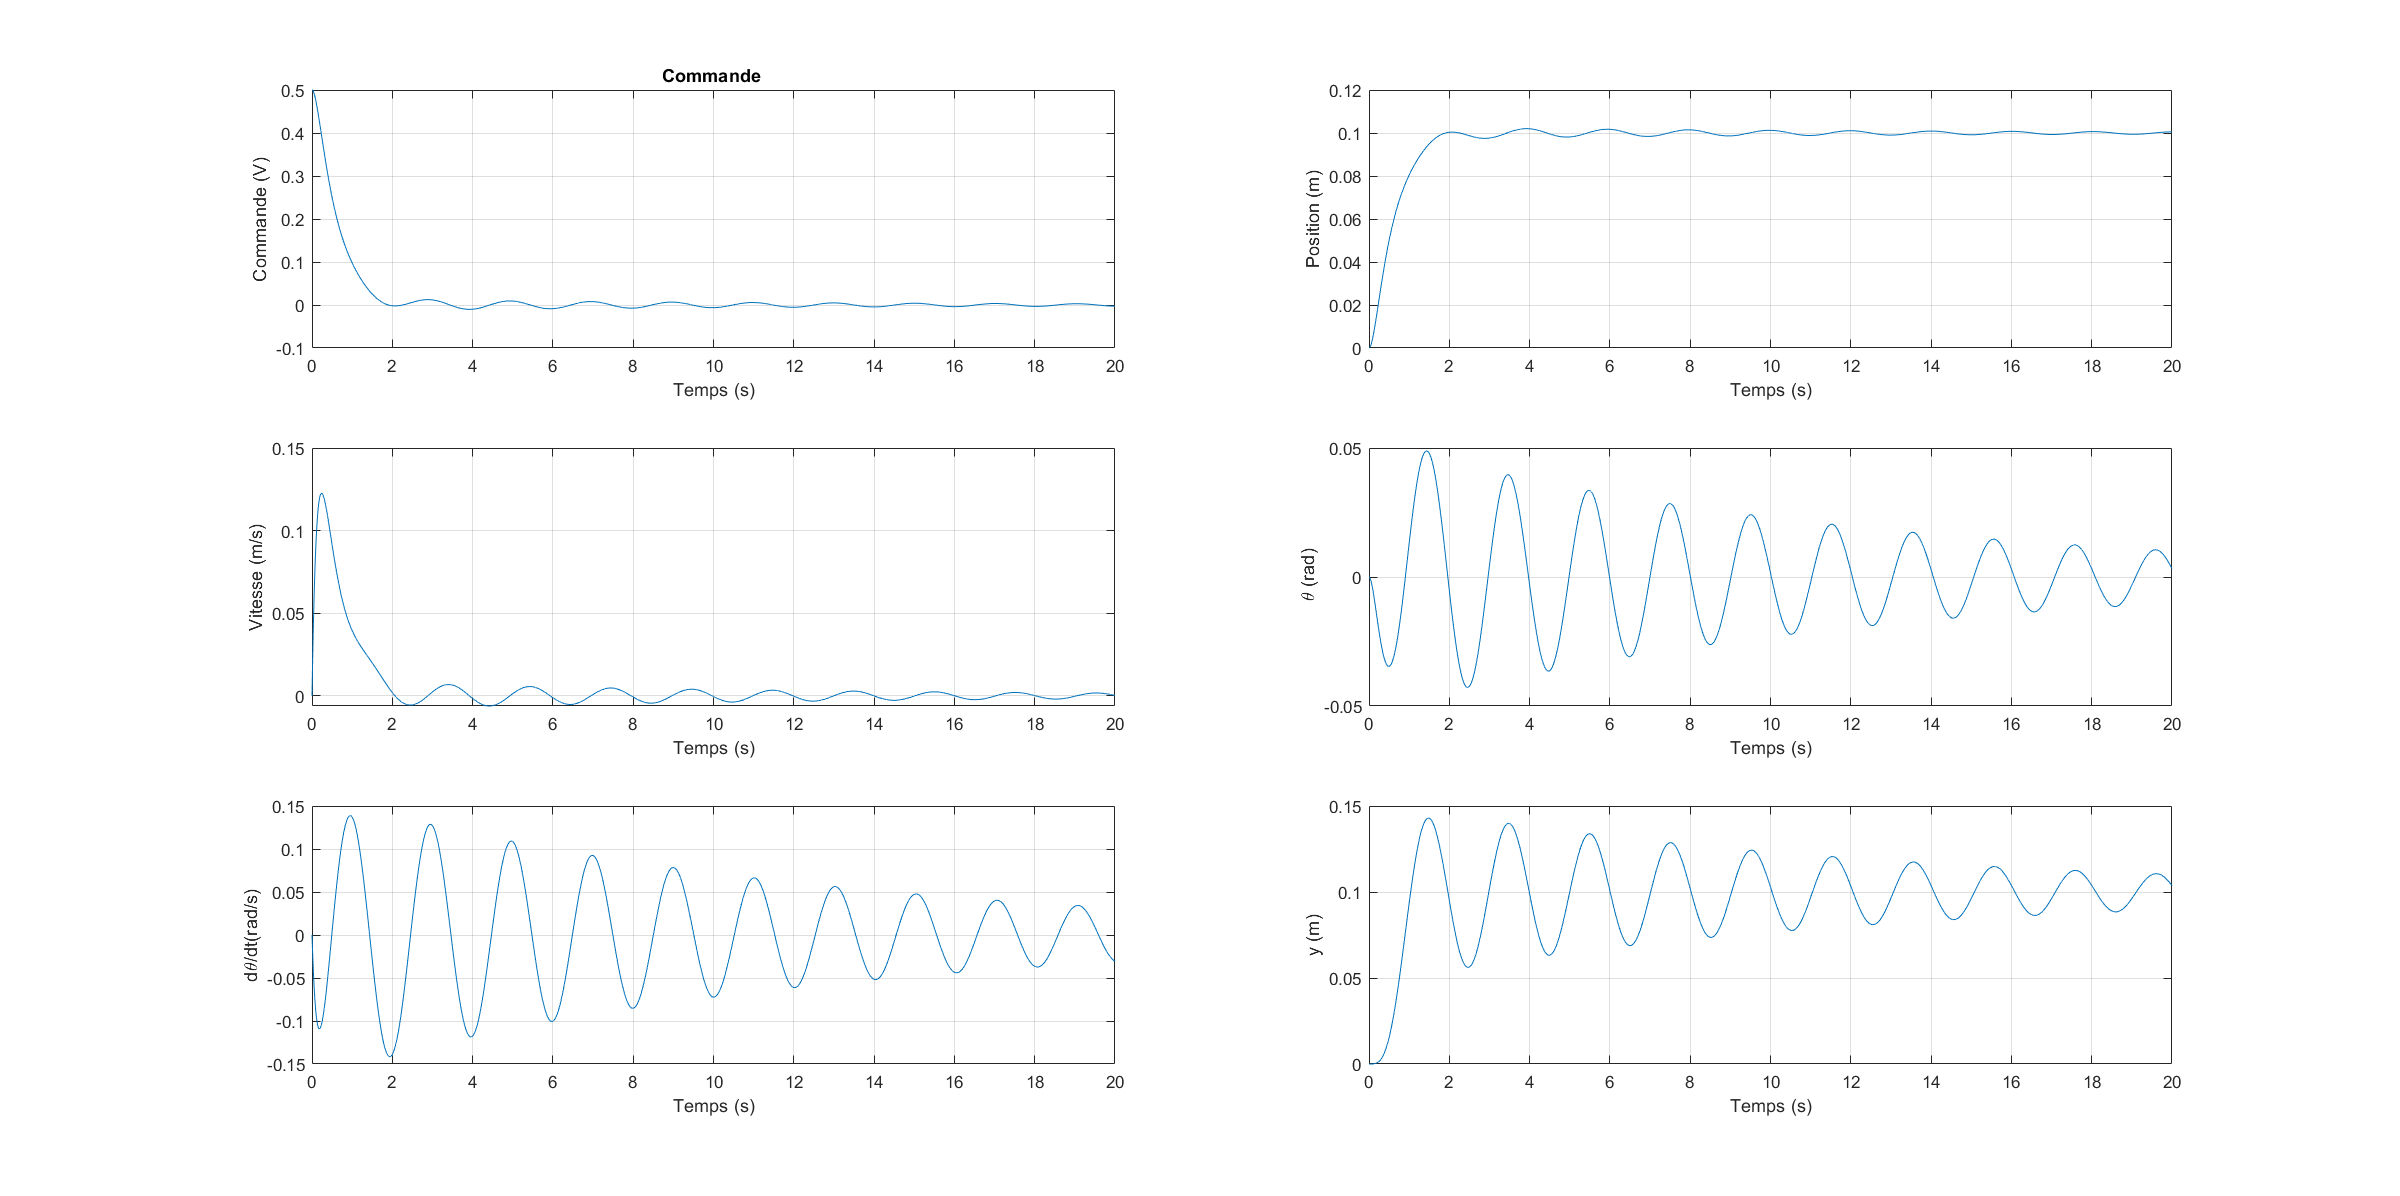 Commande
Commande (V)
0.5
0.4
0.3
0.2
0.1
0
-0.1
0 2 4 6 8 10 12 14 16 18 20
Temps (s)
Position (m)
0.12
0.1
0.08
0.06
0.04
0.02
0
0 2 4 6 8 10 12 14 16 18 20
Temps (s)
Vitesse (m/s)
0.15
0.1
0.05
0
0 2 4 6 8 10 12 14 16 18 20
Temps (s)
θ (rad)
0.05
0
-0.05
0 2 4 6 8 10 12 14 16 18 20
Temps (s)
dθ/dt(rad/s)
0.15
0.1
0.05
0
-0.05
-0.1
-0.15
0 2 4 6 8 10 12 14 16 18 20
Temps (s)
y (m)
0.15
0.1
0.05
0
0 2 4 6 8 10 12 14 16 18 20
Temps (s)